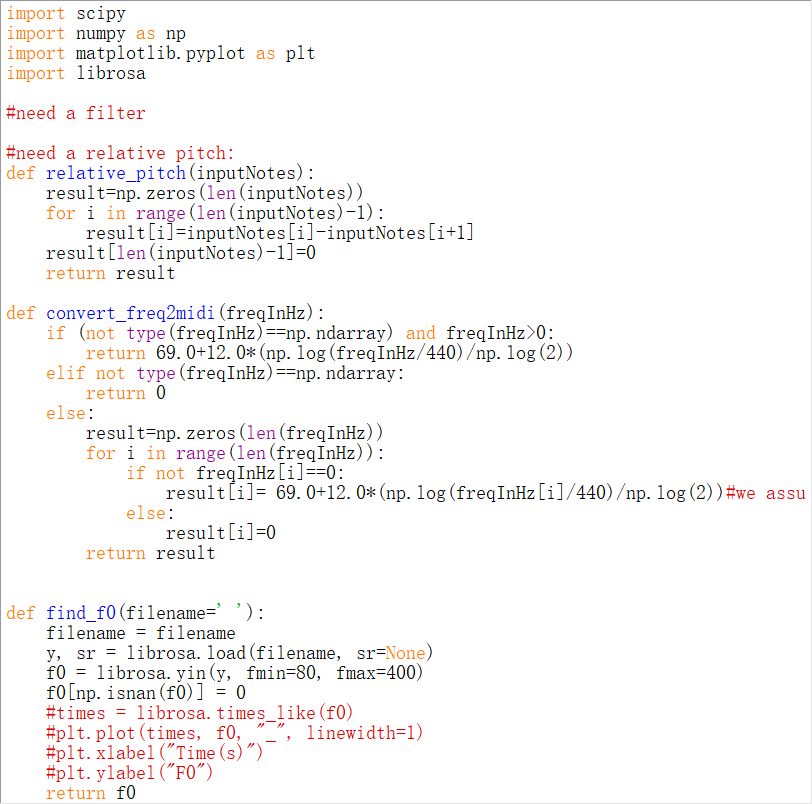 import scipy
import numpy as np
import matplotlib.pyplot as plt
import librosa

#need a filter

#need a relative pitch:
def relative_pitch(inputNotes):
    result=np.zeros(len(inputNotes))
    for i in range(len(inputNotes)-1):
        result[i]=inputNotes[i]-inputNotes[i+1]
    result[len(inputNotes)-1]=0
    return result

def convert_freq2midi(freqInHz):
    if (not type(freqInHz)==np.ndarray) and freqInHz>0:
        return 69.0+12.0*(np.log(freqInHz/440)/np.log(2))
    elif not type(freqInHz)==np.ndarray:
        return 0
    else:
        result=np.zeros(len(freqInHz))
        for i in range(len(freqInHz)):
            if not freqInHz[i]==0:
                result[i]= 69.0+12.0*(np.log(freqInHz[i]/440)/np.log(2))#we assu
            else:
                result[i]=0
        return result


def find_f0(filename=' '):
    filename = filename
    y, sr = librosa.load(filename, sr=None)
    f0 = librosa.yin(y, fmin=80, fmax=400)
    f0[np.isnan(f0)] = 0
    #times = librosa.times_like(f0)
    #plt.plot(times, f0, "_", linewidth=1)
    #plt.xlabel("Time(s)")
    #plt.ylabel("F0")
    return f0